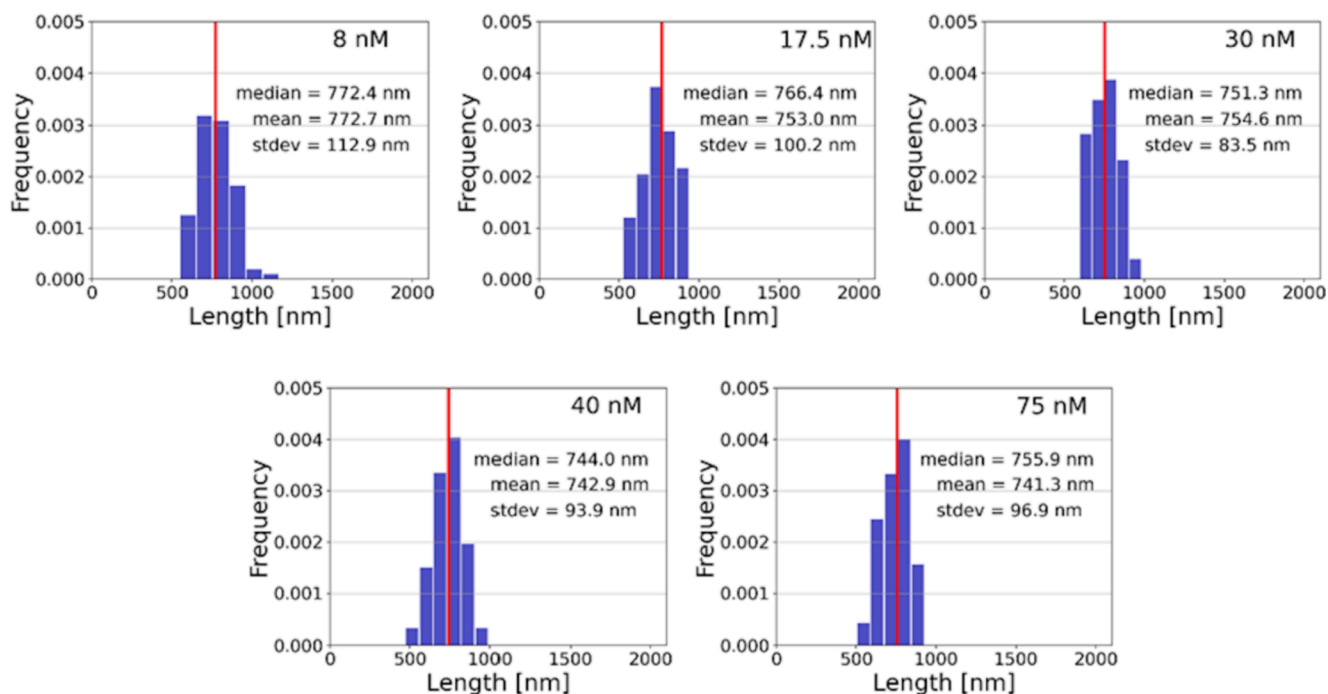 0.005
0.004
0.003
0.002
0.001
0.000
Frequency
8 nM
median = 772.4 nm
mean = 772.7 nm
stdev = 112.9 nm
0 500 1000 1500 2000
Length [nm]
0.005
0.004
0.003
0.002
0.001
0.000
Frequency
17.5 nM
median = 766.4 nm
mean = 753.0 nm
stdev = 100.2 nm
0 500 1000 1500 2000
Length [nm]
0.005
0.004
0.003
0.002
0.001
0.000
Frequency
30 nM
median = 751.3 nm
mean = 754.6 nm
stdev = 83.5 nm
0 500 1000 1500 2000
Length [nm]
0.005
0.004
0.003
0.002
0.001
0.000
Frequency
40 nM
median = 744.0 nm
mean = 742.9 nm
stdev = 93.9 nm
0 500 1000 1500 2000
Length [nm]
0.005
0.004
0.003
0.002
0.001
0.000
Frequency
75 nM
median = 755.9 nm
mean = 741.3 nm
stdev = 96.9 nm
0 500 1000 1500 2000
Length [nm]